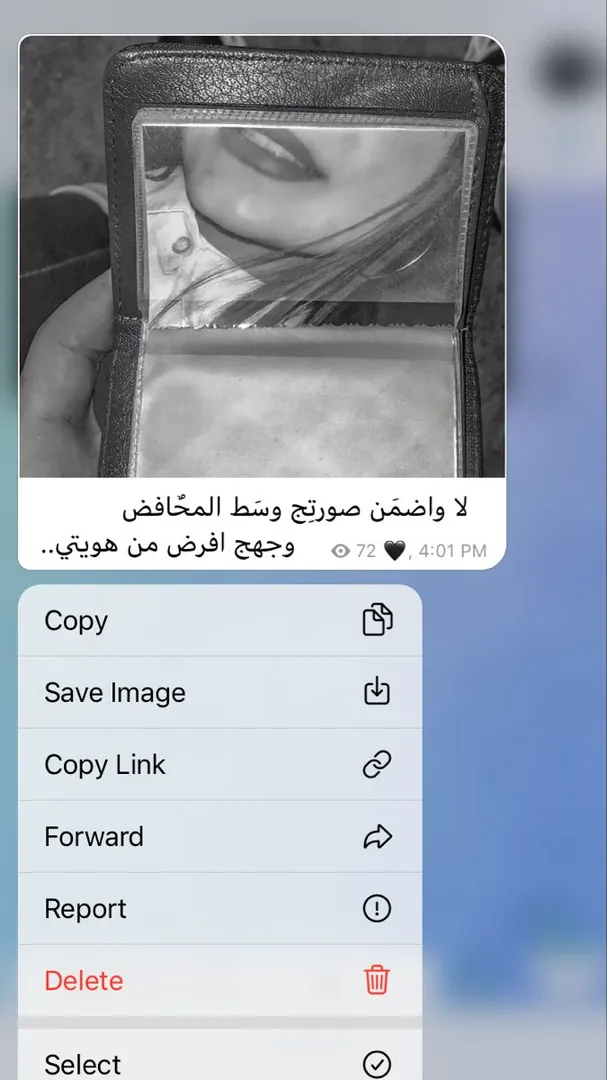 لا واضمَن صورتِج وسَط المحٌافض
وجهج افرض من هويتي..
72 🖤, 4:01 PM
Copy
Save Image
Copy Link
Forward
Report
Delete
Select